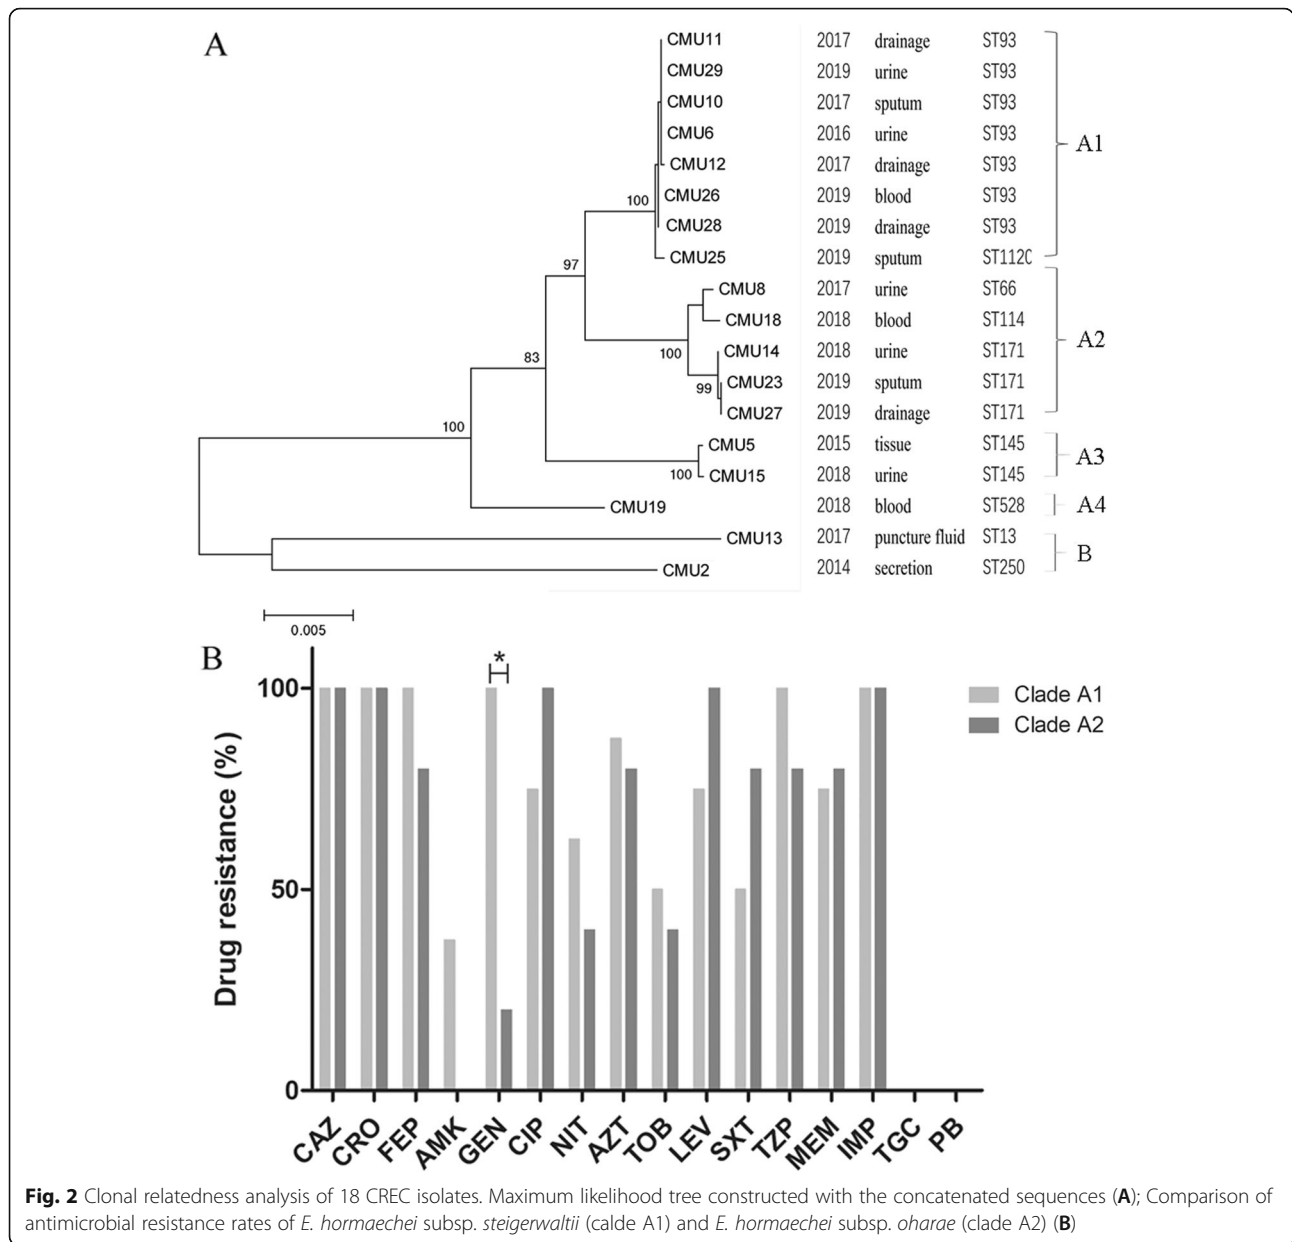 A
CMU11 2017 drainage ST93
CMU29 2019 urine ST93
CMU10 2017 sputum ST93
CMU6 2016 urine ST93
A1
CMU12 2017 drainage ST93
100 CMU26 2019 blood ST93
CMU28 2019 drainage ST93
CMU25 2019 sputum ST1120
97
CMU8 2017 urine ST66
CMU18 2018 blood ST114
A2
100 CMU14 2018 urine ST171
83
99 CMU23 2019 sputum ST171
CMU27 2019 drainage ST171
100
CMU5 2015 tissue ST145
A3
100 CMU15 2018 urine ST145
CMU19 2018 blood ST528 A4
CMU13 2017 puncture fluid ST13
B
CMU2 2014 secretion ST250
0.005
B
*
100
50
0
Drug resistance (%)
Clade A1
Clade A2
CAZ CRO FEP AMK GEN CIP NIT AZT TOB LEV SXT TZP MEM IMP TGC PB
Fig. 2 Clonal relatedness analysis of 18 CREC isolates. Maximum likelihood tree constructed with the concatenated sequences (A); Comparison of
antimicrobial resistance rates of E. hormaechei subsp. steigerwaltii (calde A1) and E. hormaechei subsp. oharae (clade A2) (B)